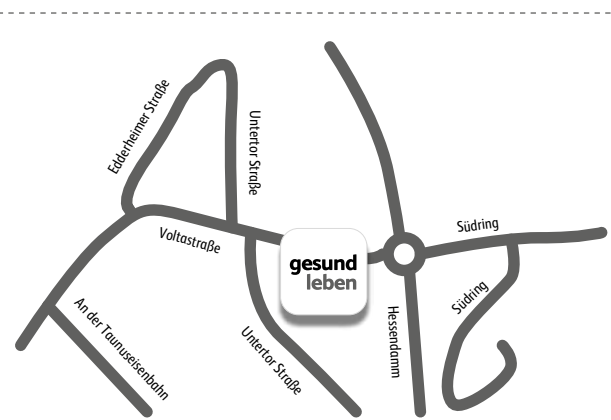 Edderheimer Straße
Untertor Straße
Voltastraße
gesund
leben
Südring
Südring
An der Taunuseisenbahn
Untertor Straße
Hessendamm